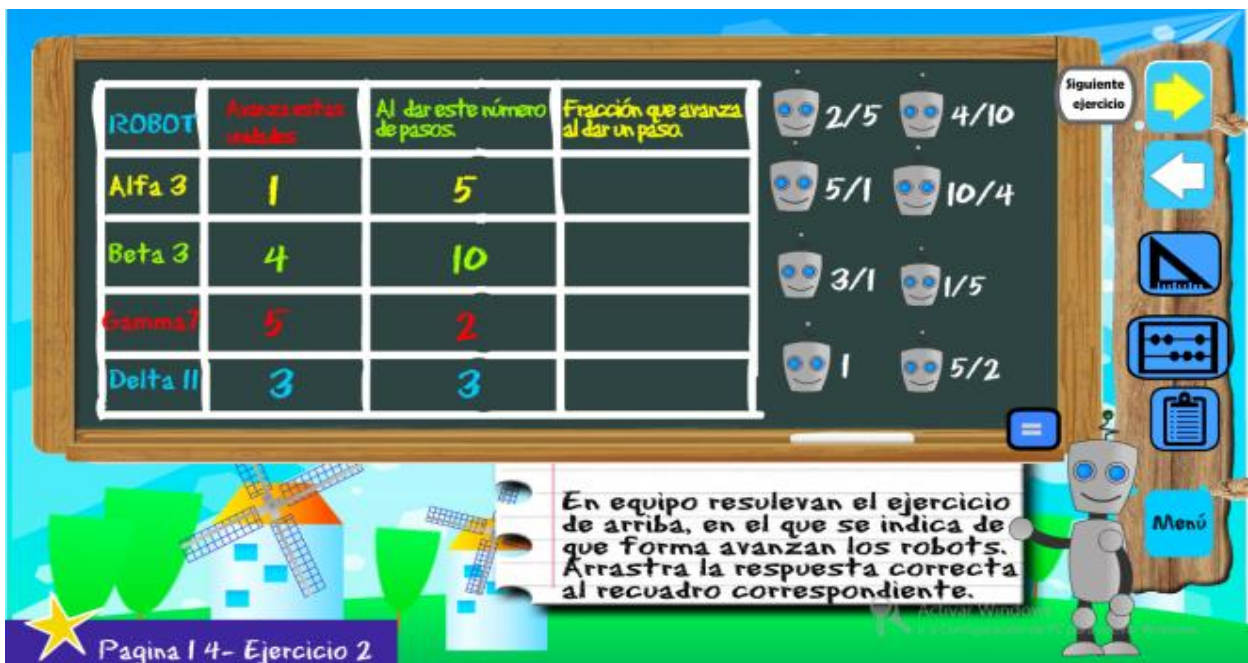 ROBOT
Avanza estas unidades
Al dar este número de pasos.
Fracción que avanza al dar un paso.
Alfa 3
1
5
Beta 3
4
10
Gamma7
5
2
Delta 11
3
3
2/5
4/10
5/1
10/4
3/1
1/5
1
5/2
=
Siguiente
ejercicio
Menú
En equipo resulevan el ejercicio
de arriba, en el que se indica de
que forma avanzan los robots.
Arrastra la respuesta correcta
al recuadro correspondiente.
Activar Windows
Pagina 14- Ejercicio 2